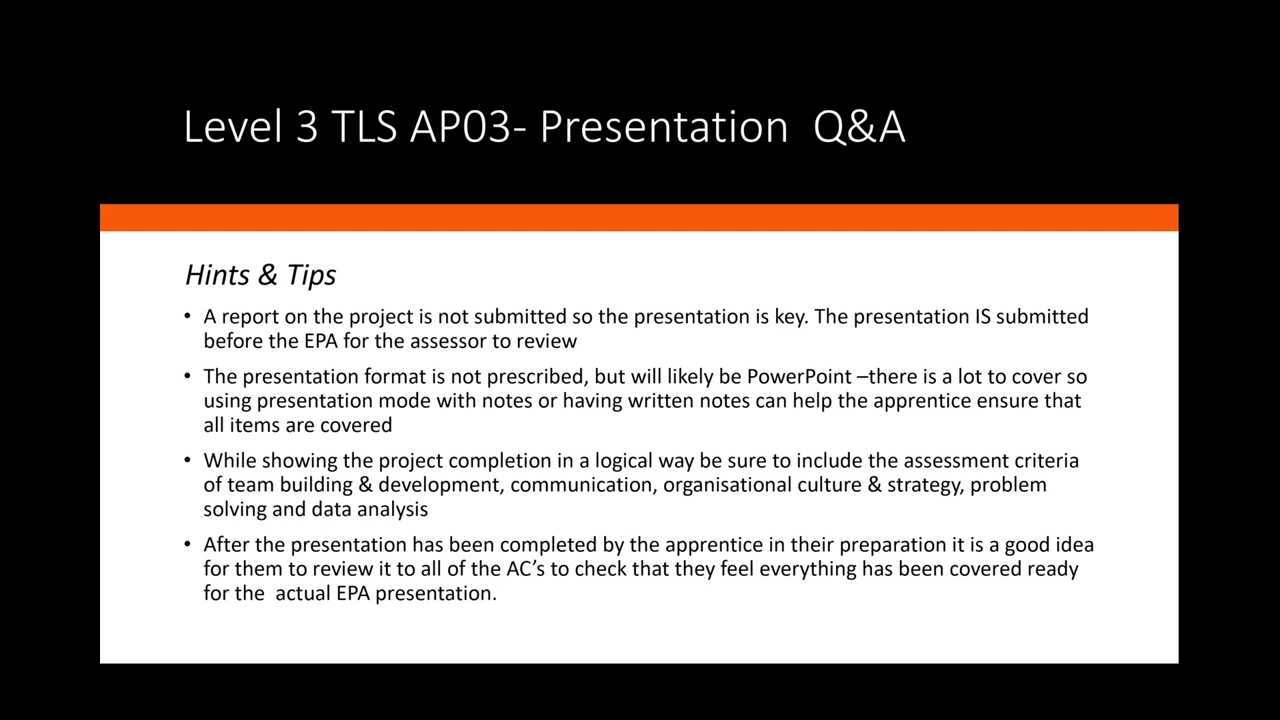 Level 3 TLS AP03- Presentation  Q&A
Hints & Tips
• A report on the project is not submitted so the presentation is key. The presentation IS submitted
before the EPA for the assessor to review
• The presentation format is not prescribed, but will likely be PowerPoint –there is a lot to cover so
using presentation mode with notes or having written notes can help the apprentice ensure that
all items are covered
• While showing the project completion in a logical way be sure to include the assessment criteria
of team building & development, communication, organisational culture & strategy, problem
solving and data analysis
• After the presentation has been completed by the apprentice in their preparation it is a good idea
for them to review it to all of the AC’s to check that they feel everything has been covered ready
for the  actual EPA presentation.